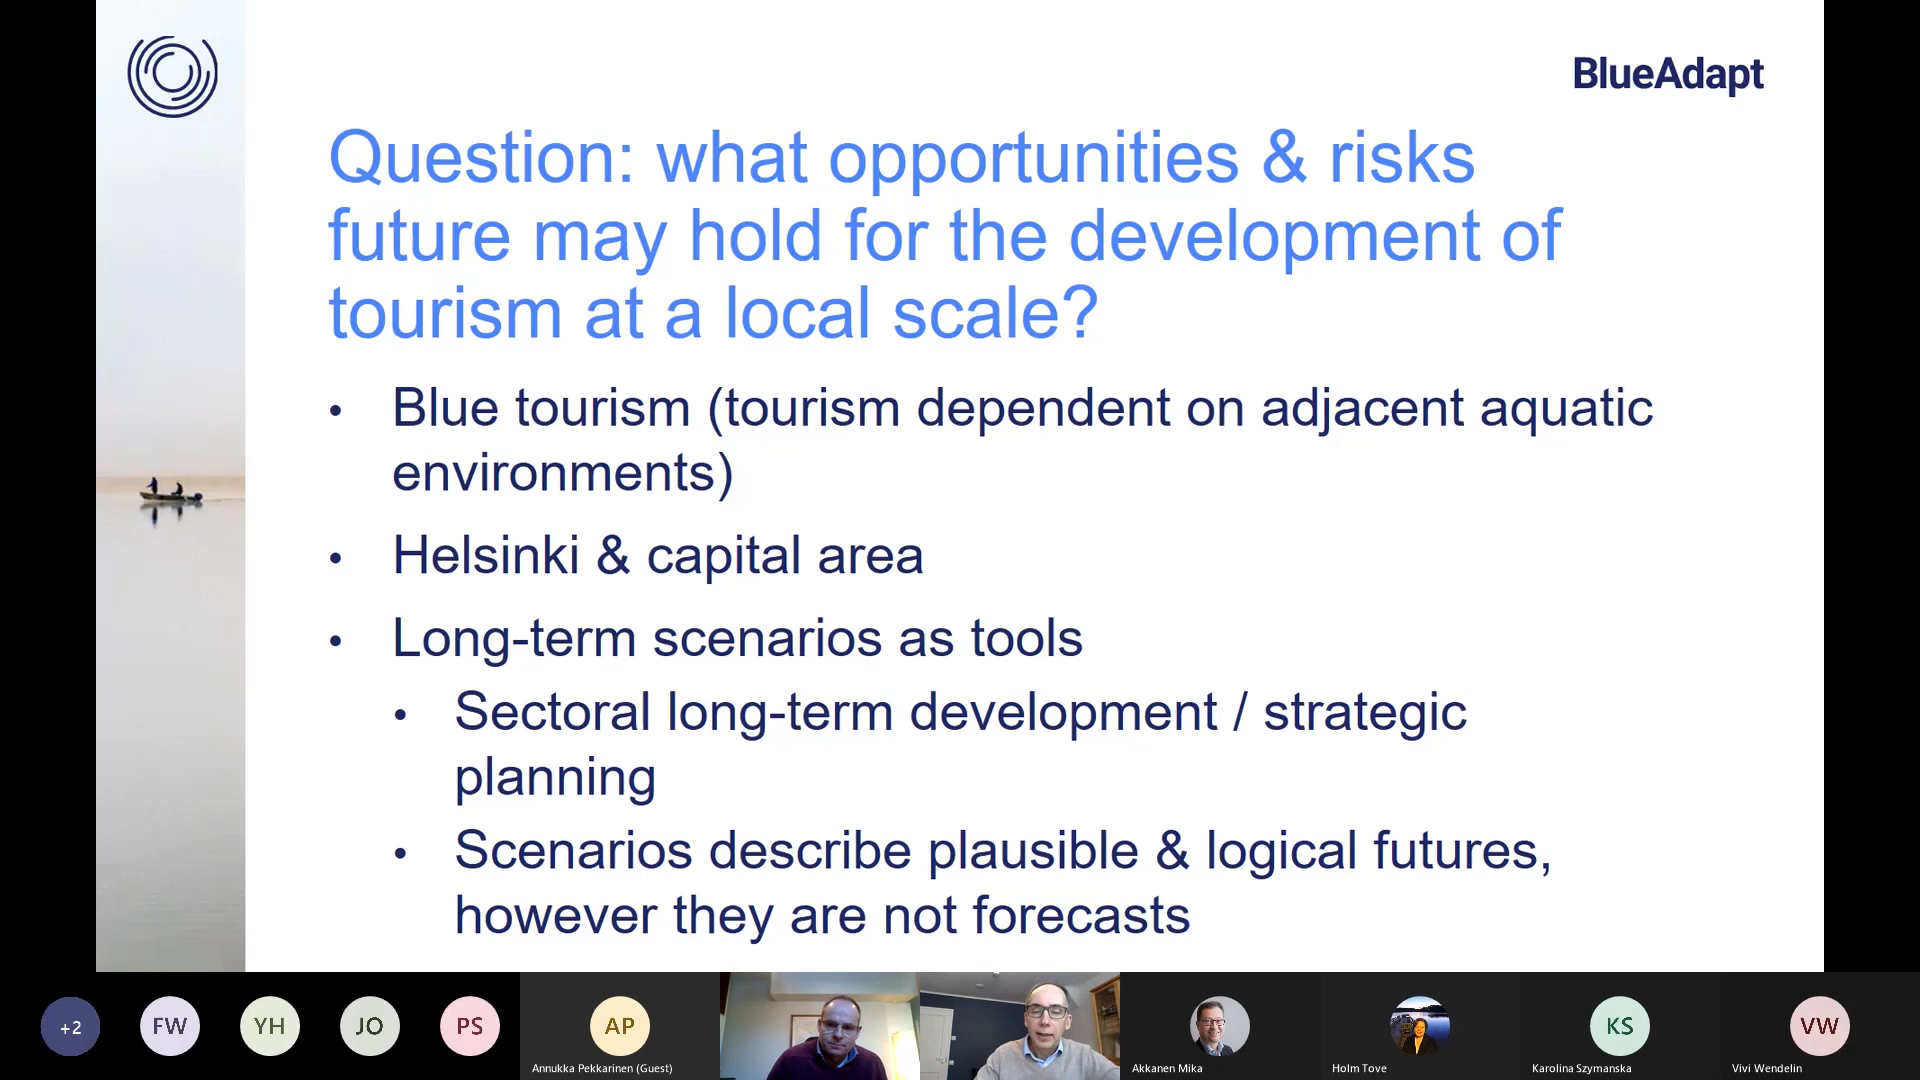 BlueAdapt
Question: what opportunities & risks
future may hold for the development of
tourism at a local scale?
• Blue tourism (tourism dependent on adjacent aquatic
environments)
• Helsinki & capital area
• Long-term scenarios as tools
• Sectoral long-term development / strategic
planning
• Scenarios describe plausible & logical futures,
however they are not forecasts
+2
FW
YH
JO
PS
AP
Annukka Pekkarinen (Guest)
Akkanen Mika
Holm Tove
KS
Karolina Szymanska
VW
Vivi Wendelin